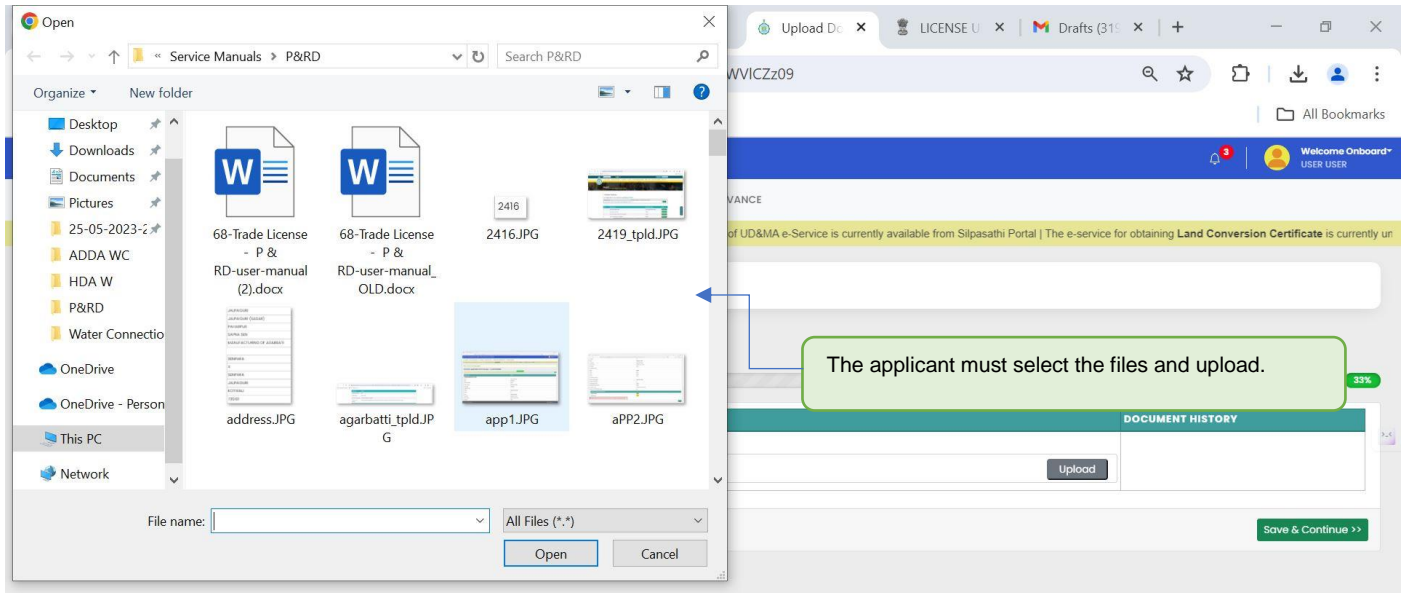 Open
Upload Do
LICENSE U
Drafts (319
« Service Manuals > P&RD
Search P&RD
WVlCZz09
Organize
New folder
All Bookmarks
Desktop
Downloads
Documents
Pictures
25-05-2023-2
ADDA WC
HDA W
P&RD
Water Connectio
OneDrive
OneDrive - Person
This PC
Network
W
68-Trade License
- P &
RD-user-manual
(2).docx
W
68-Trade License
- P &
RD-user-manual_
OLD.docx
2416
2416.JPG
2419_tpld.JPG
address.JPG
agarbatti_tpld.JP
G
app1.JPG
aPP2.JPG
3
Welcome Onboard
USER USER
VANCE
of UD&MA e-Service is currently available from Silpasathi Portal | The e-service for obtaining Land Conversion Certificate is currently un
The applicant must select the files and upload.
33%
DOCUMENT HISTORY
Upload
Save & Continue >>
File name:
All Files (*.*)
Open
Cancel